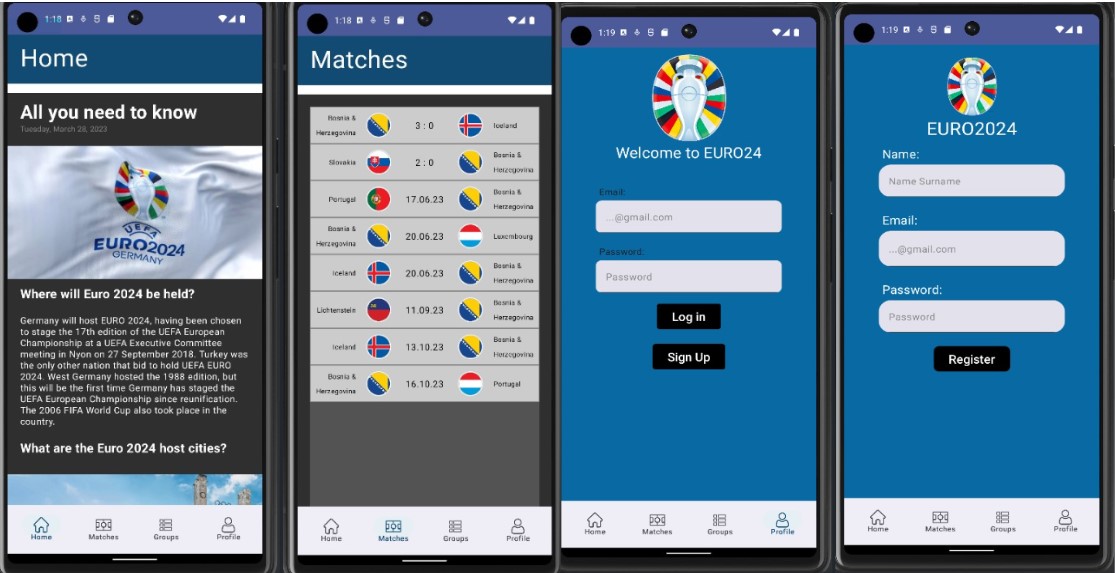 1:18
Home
All you need to know
Tuesday, March 28, 2023
UEFA
EURO2024
GERMANY
Where will Euro 2024 be held?
Germany will host EURO 2024, having been chosen
to stage the 17th edition of the UEFA European
Championship at a UEFA Executive Committee
meeting in Nyon on 27 September 2018. Turkey was
the only other nation that bid to hold UEFA EURO
2024. West Germany hosted the 1988 edition, but
this will be the first time Germany has staged the
UEFA European Championship since reunification.
The 2006 FIFA World Cup also took place in the
country.
What are the Euro 2024 host cities?
Home Matches Groups Profile
1:18
Matches
Bosnia &
Herzegovina 3 : 0 Iceland
Slovakia 2 : 0 Bosnia &
Herzegovina
Portugal 17.06.23 Bosnia &
Herzegovina
Bosnia &
Herzegovina 20.06.23 Luxembourg
Iceland 20.06.23 Bosnia &
Herzegovina
Lichtenstein 11.09.23 Bosnia &
Herzegovina
Iceland 13.10.23 Bosnia &
Herzegovina
Bosnia &
Herzegovina 16.10.23 Portugal
Home Matches Groups Profile
1:19
Welcome to EURO24
Email:
...@gmail.com
Password:
Password
Log in
Sign Up
Home Matches Groups Profile
1:19
EURO2024
Name:
Name Surname
Email:
...@gmail.com
Password:
Password
Register
Home Matches Groups Profile